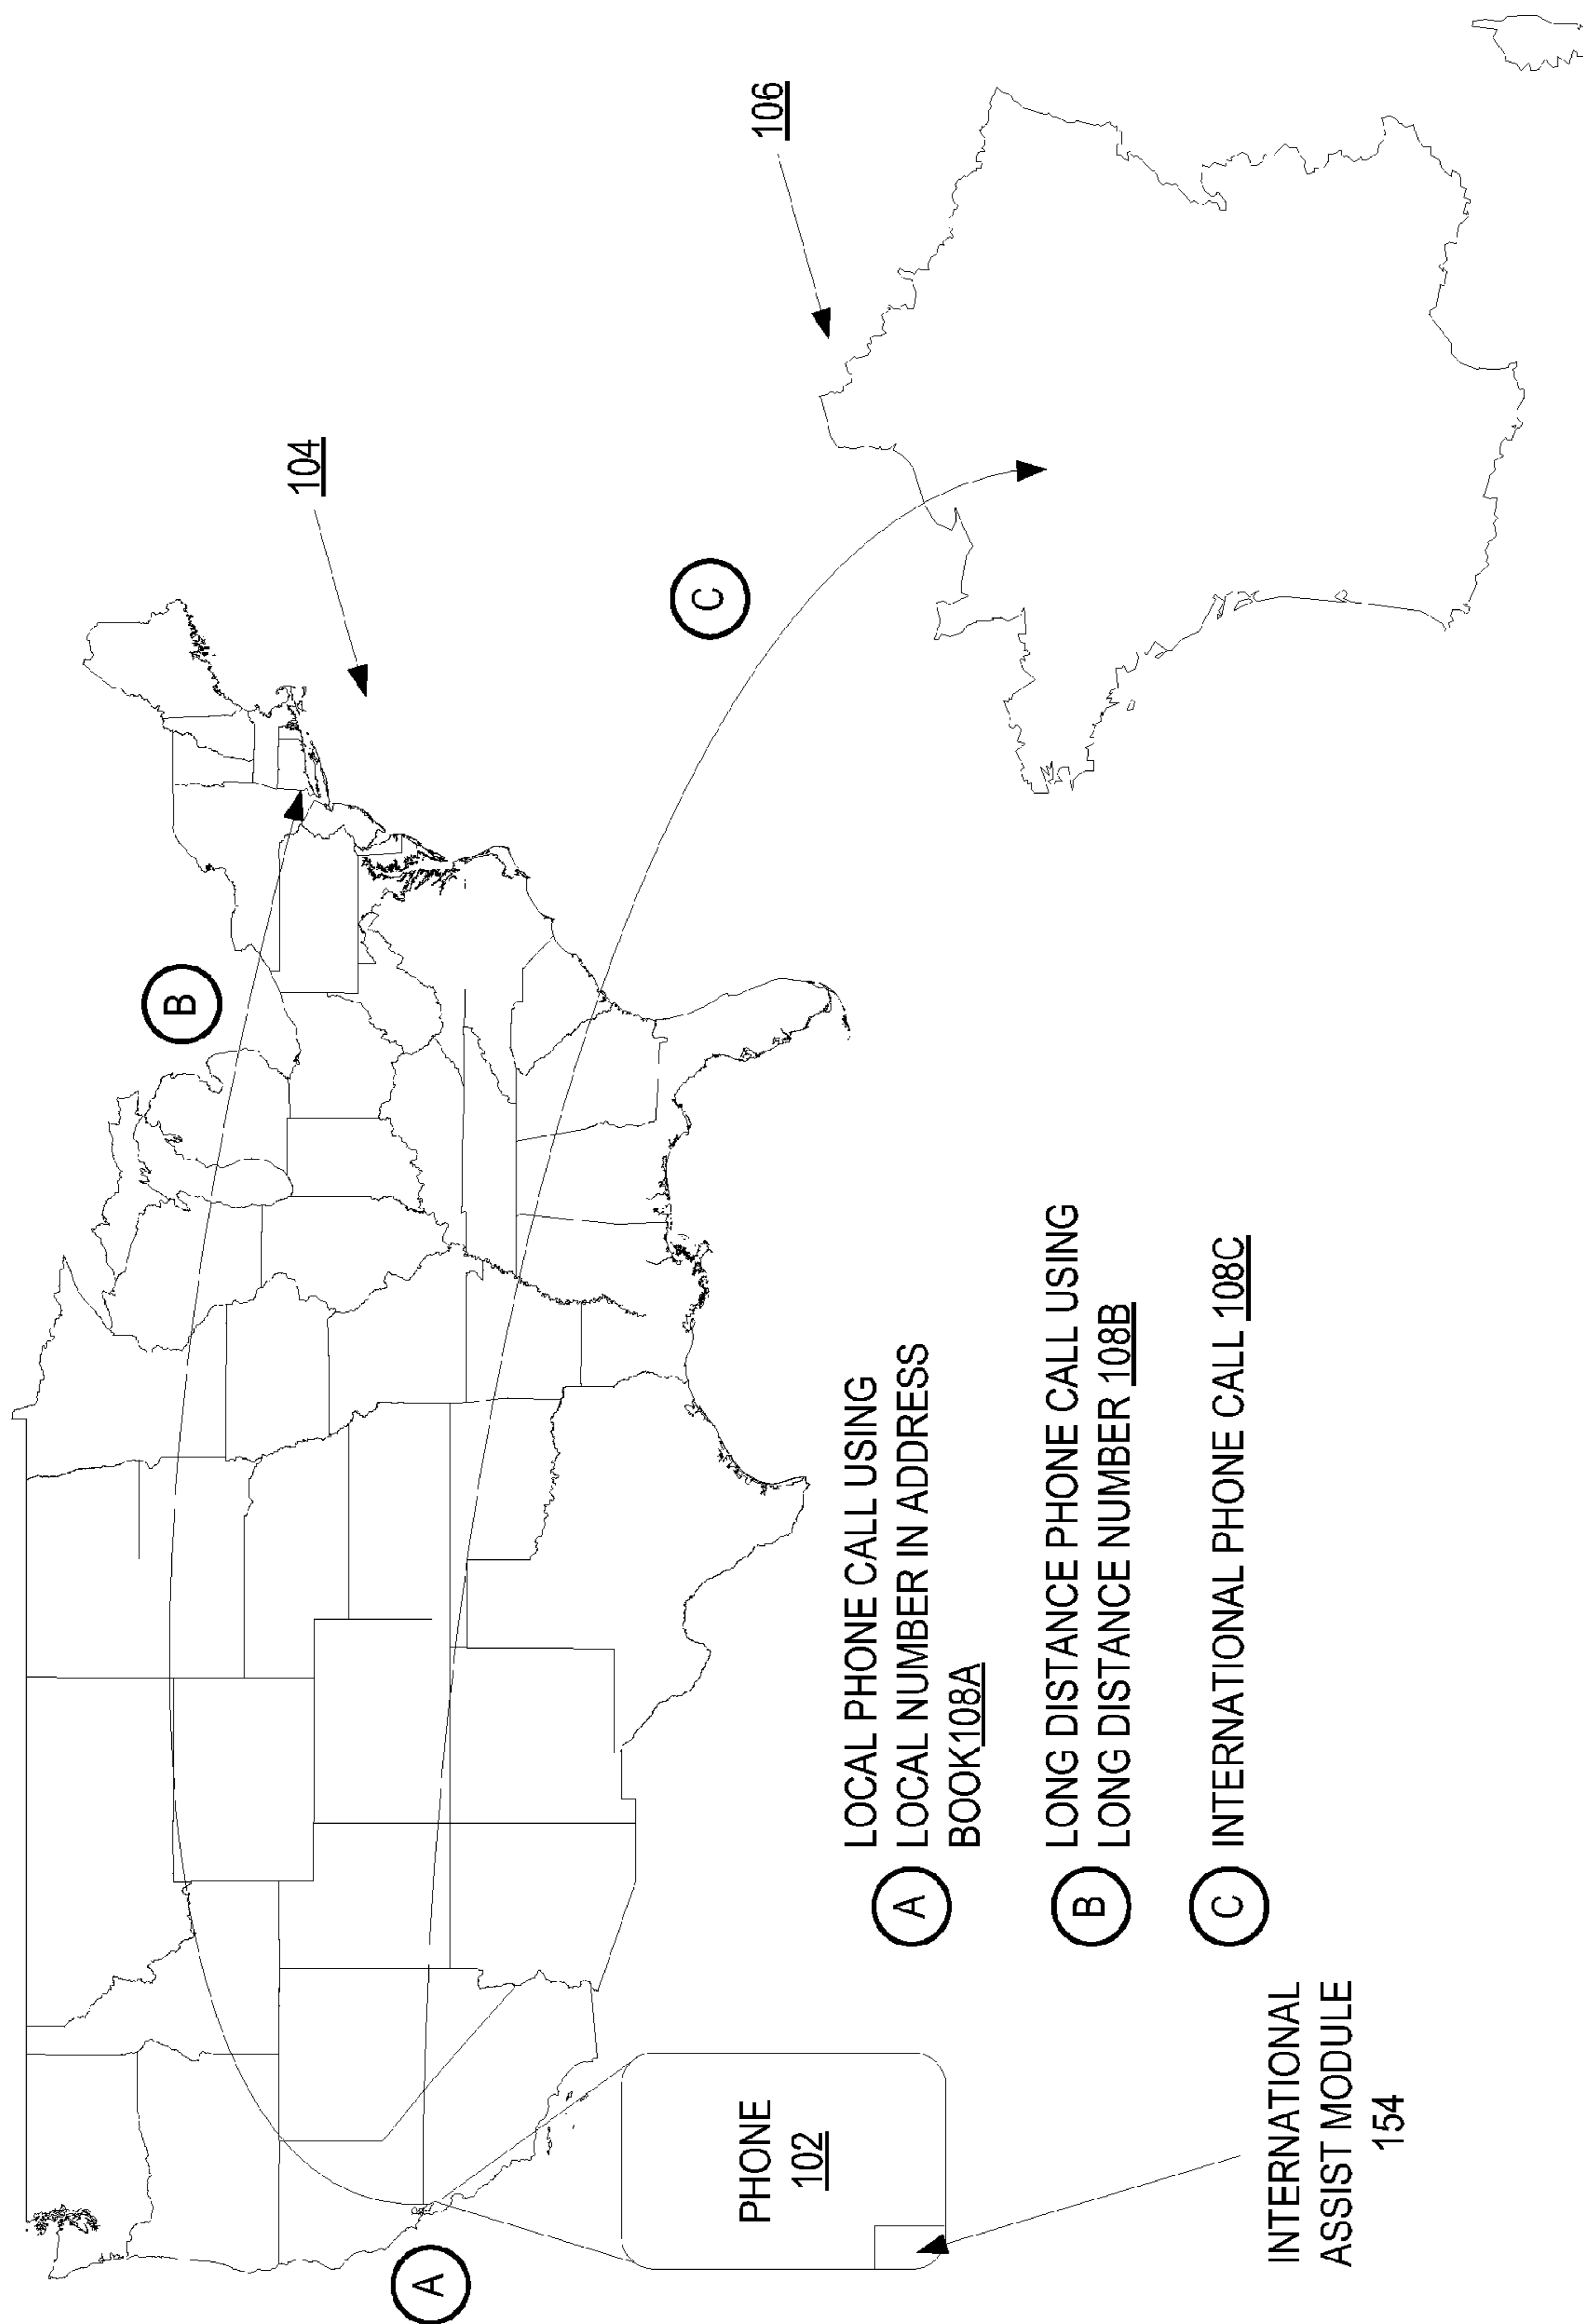 B
104
106
C
A
PHONE
102
INTERNATIONAL
ASSIST MODULE
154
A
LOCAL PHONE CALL USING
LOCAL NUMBER IN ADDRESS
BOOK108A
B
LONG DISTANCE PHONE CALL USING
LONG DISTANCE NUMBER 108B
C
INTERNATIONAL PHONE CALL 108C